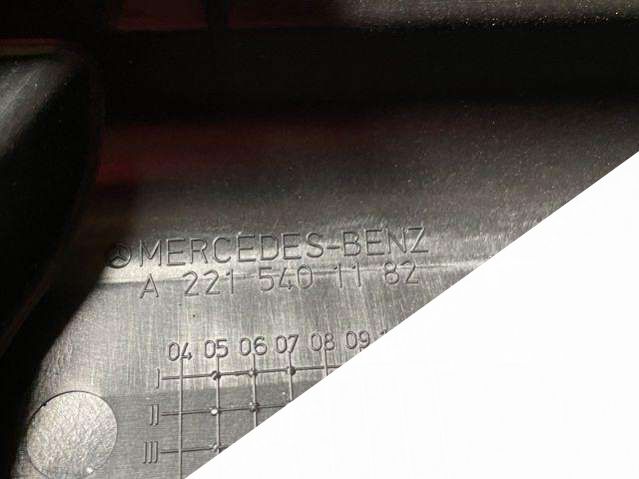 MERCEDES-BENZ
A 221 540 11 82
04 05 06 07 08 09
I
II
III